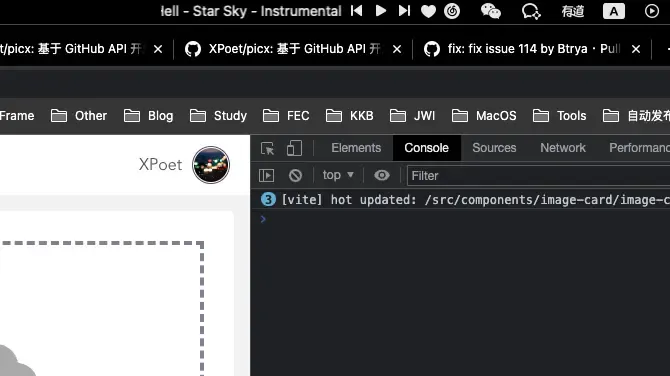 Hell - Star Sky - Instrumental 有道 A
et/picx: 基于 GitHub API 开 XPoet/picx: 基于 GitHub API 开 fix: fix issue 114 by Btrya · Pull
Frame Other Blog Study FEC KKB JWI MacOS Tools 自动发布
XPoet
Elements Console Sources Network Performanc
top Filter
3 [vite] hot updated: /src/components/image-card/image-c